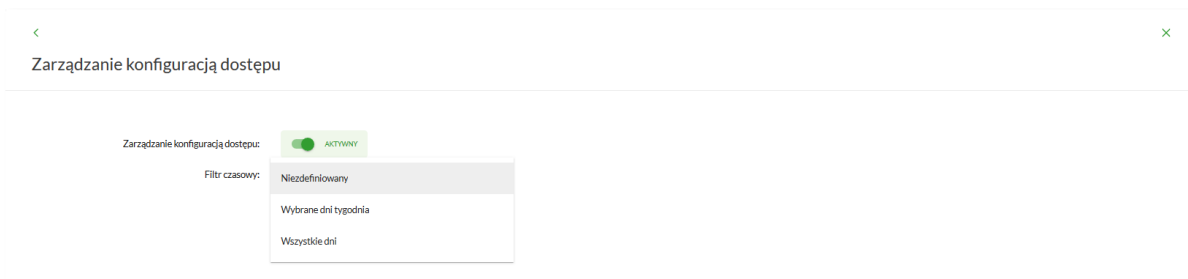 Zarządzanie konfiguracją dostępu
Zarządzanie konfiguracją dostępu: AKTYWNY
Filtr czasowy: Niezdefiniowany
Wybrane dni tygodnia
Wszystkie dni